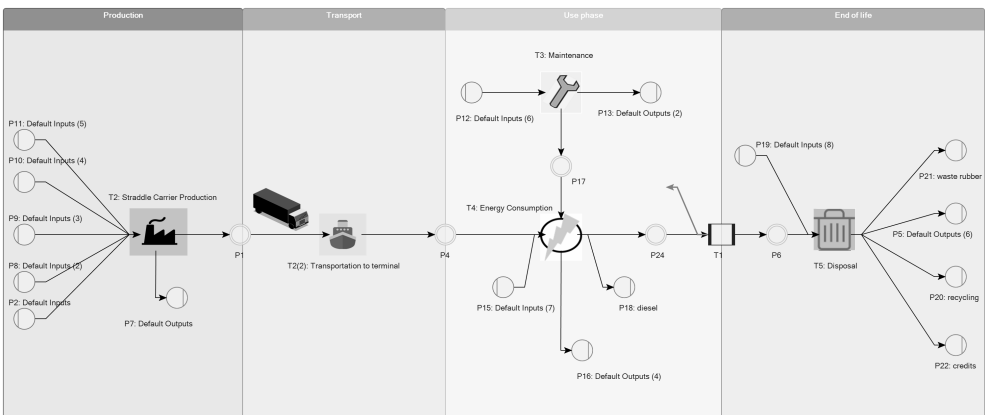 Production
Transport
Use phase
End of life
P11: Default Inputs (5)
P10: Default Inputs (4)
P9: Default Inputs (3)
P8: Default Inputs (2)
P2: Default Inputs
T2: Straddle Carrier Production
P7: Default Outputs
P1
T2(2): Transportation to terminal
P4
T3: Maintenance
P12: Default Inputs (6)
P13: Default Outputs (2)
P17
T4: Energy Consumption
P15: Default Inputs (7)
P18: diesel
P16: Default Outputs (4)
P24
T1
P19: Default Inputs (8)
P6
T5: Disposal
P21: waste rubber
P5: Default Outputs (6)
P20: recycling
P22: credits